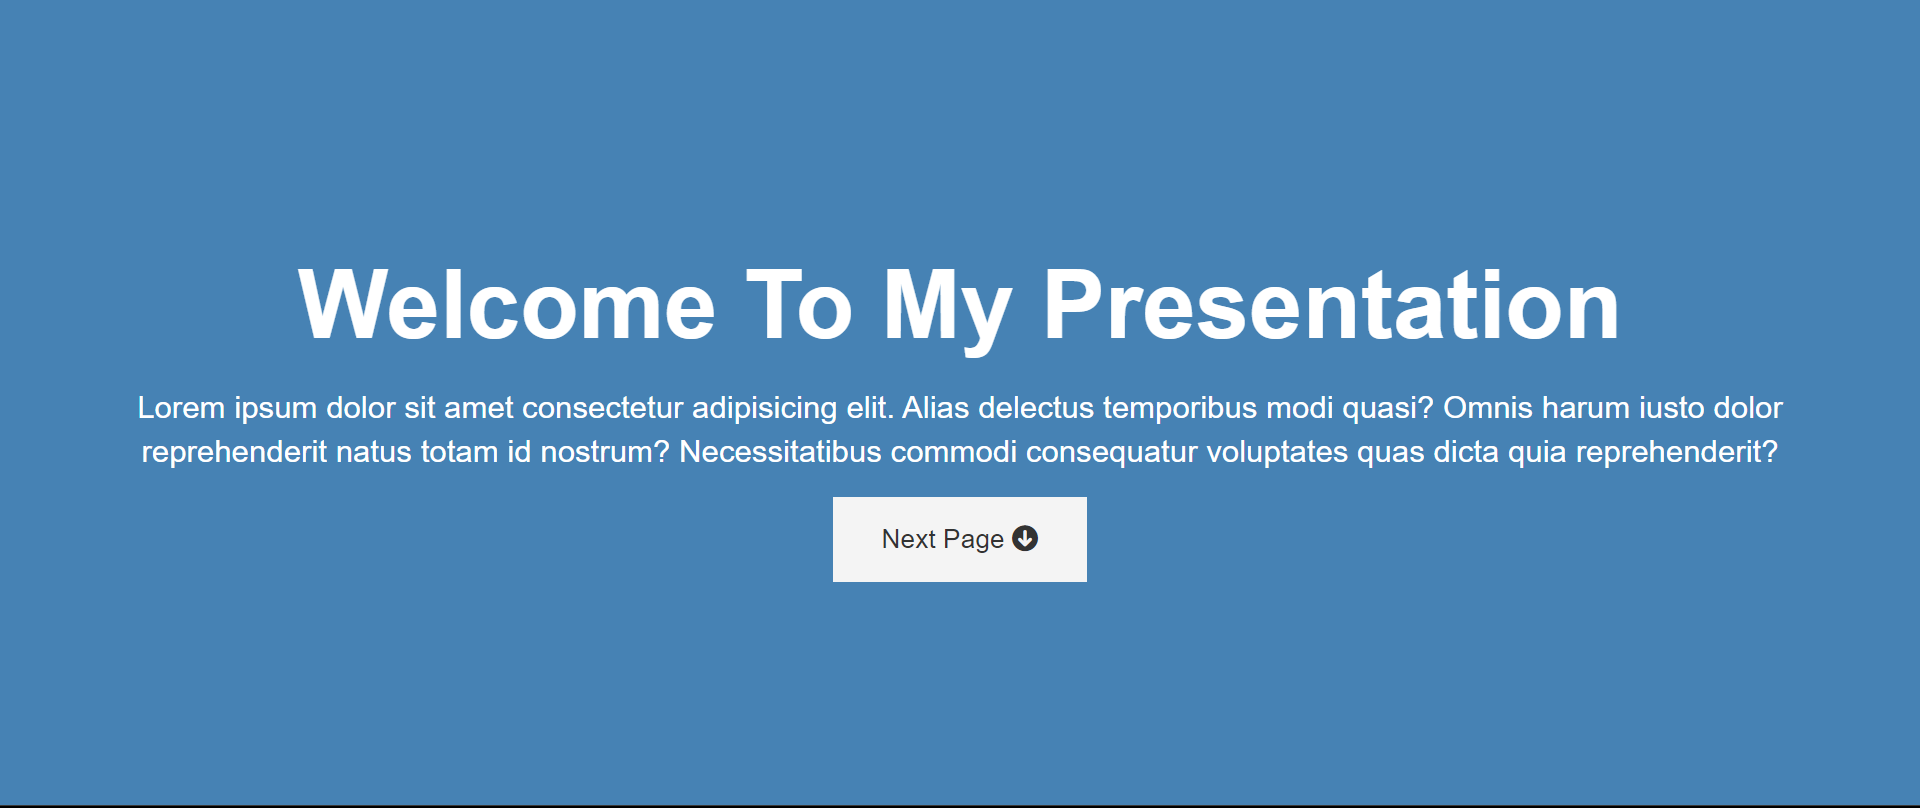 Welcome To My Presentation
Lorem ipsum dolor sit amet consectetur adipisicing elit. Alias delectus temporibus modi quasi? Omnis harum iusto dolor
reprehenderit natus totam id nostrum? Necessitatibus commodi consequatur voluptates quas dicta quia reprehenderit?
Next Page